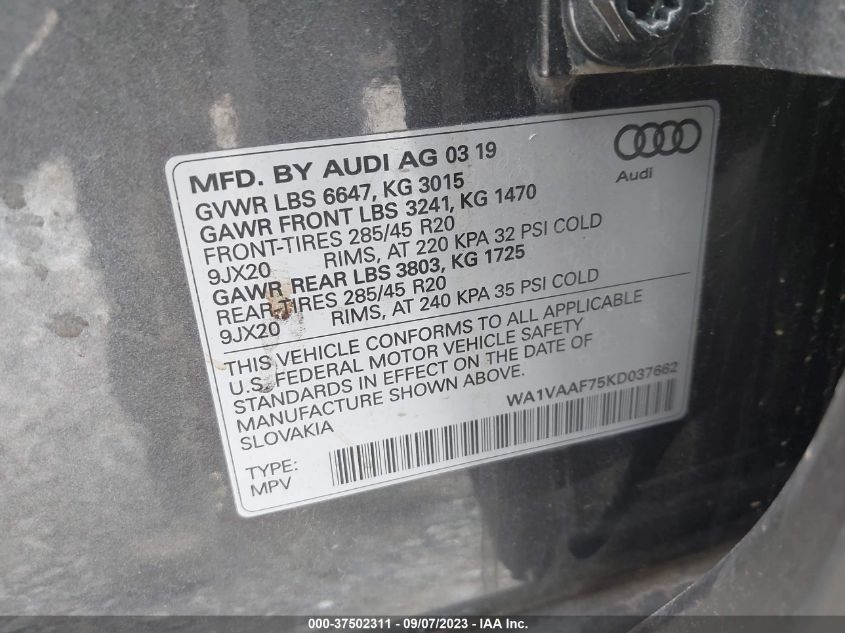 MFD. BY AUDI AG 03 19
Audi
GVWR LBS 6647, KG 3015
GAWR FRONT LBS 3241, KG 1470
FRONT-TIRES 285/45 R20
9JX20 RIMS, AT 220 KPA 32 PSI COLD
GAWR REAR LBS 3803, KG 1725
REAR-TIRES 285/45 R20
9JX20 RIMS, AT 240 KPA 35 PSI COLD
THIS VEHICLE CONFORMS TO ALL APPLICABLE
U.S. FEDERAL MOTOR VEHICLE SAFETY
STANDARDS IN EFFECT ON THE DATE OF
MANUFACTURE SHOWN ABOVE.
SLOVAKIA
WA1VAAF75KD037662
TYPE:
MPV
000-37502311 - 09/07/2023 - IAA Inc.